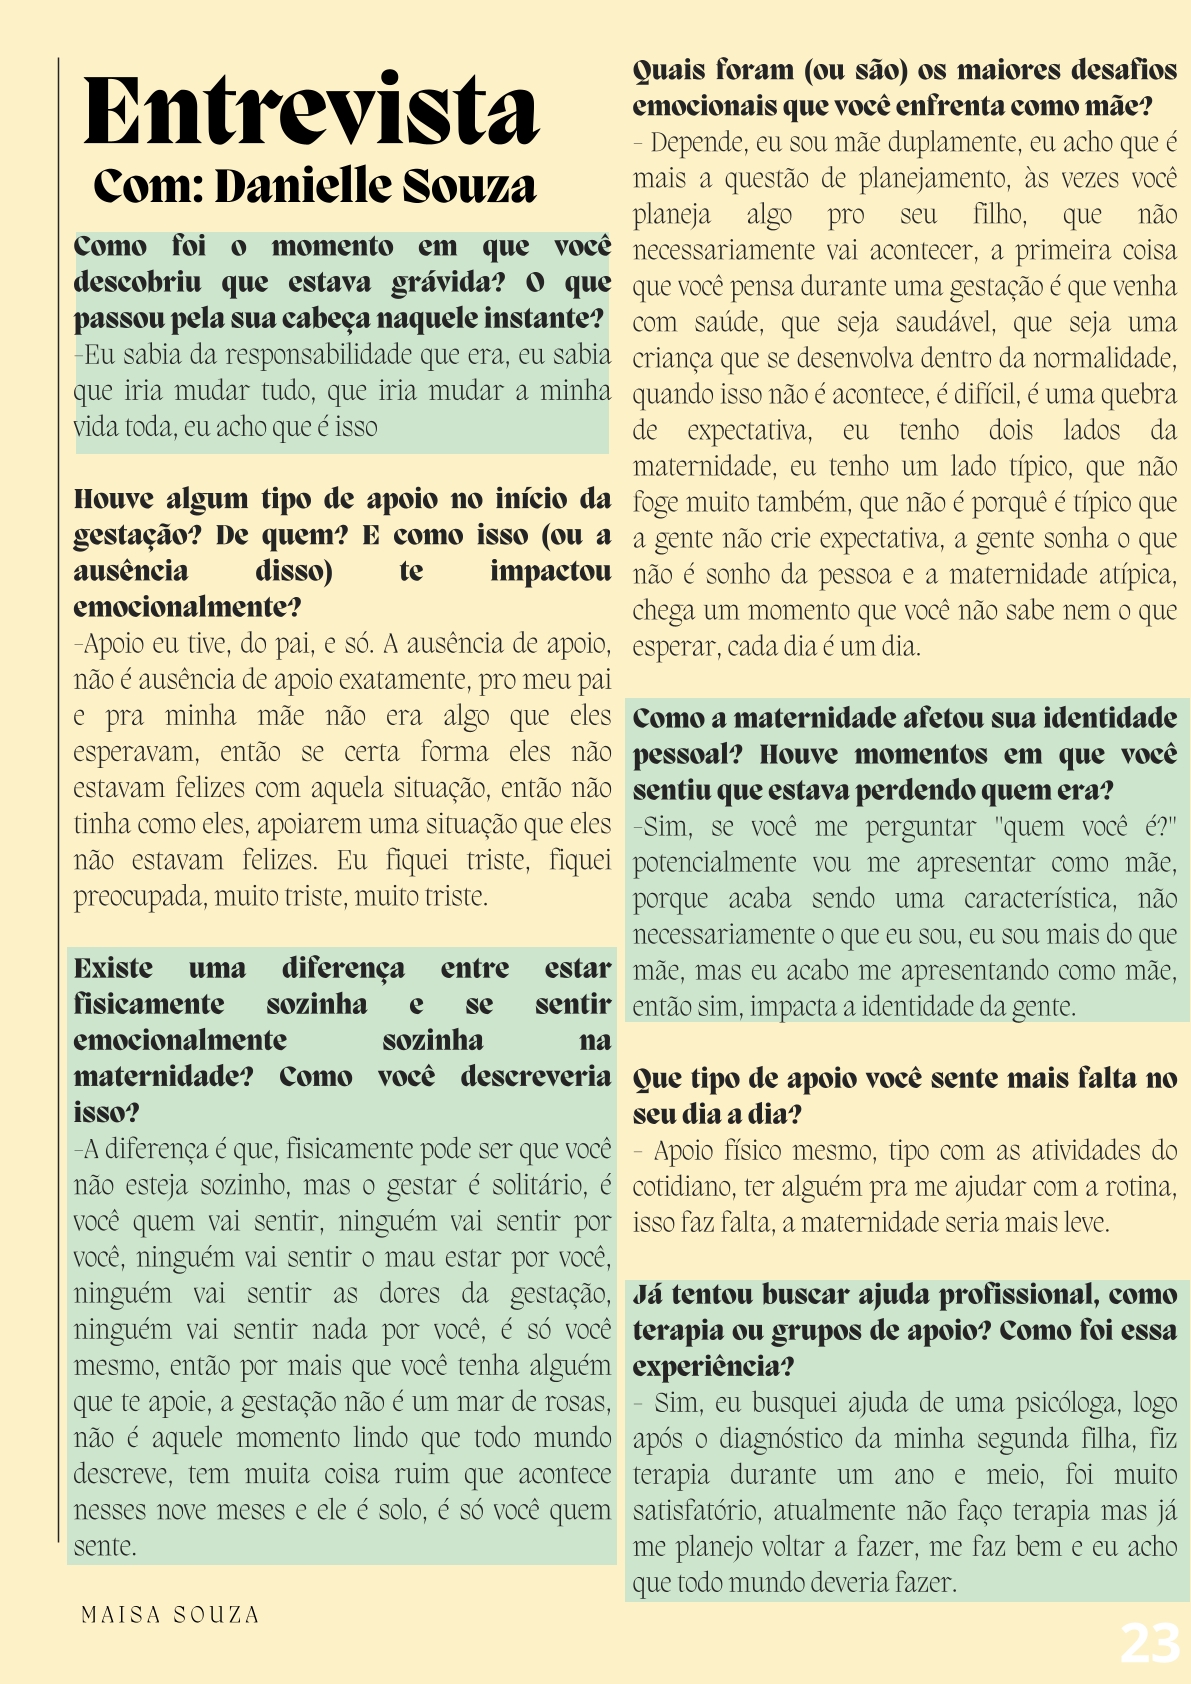 Entrevista
Com: Danielle Souza
Como foi o momento em que você
descobriu que estava grávida? O que
passou pela sua cabeça naquele instante?
-Eu sabia da responsabilidade que era, eu sabia
que iria mudar tudo, que iria mudar a minha
vida toda, eu acho que é isso
Houve algum tipo de apoio no início da
gestação? De quem? E como isso (ou a
ausência disso) te impactou
emocionalmente?
-Apoio eu tive, do pai, e só. A ausência de apoio,
não é ausência de apoio exatamente, pro meu pai
e pra minha mãe não era algo que eles
esperavam, então se certa forma eles não
estavam felizes com aquela situação, então não
tinha como eles, apoiarem uma situação que eles
não estavam felizes. Eu fiquei triste, fiquei
preocupada, muito triste, muito triste.
Existe uma diferença entre estar
fisicamente sozinha e se sentir
emocionalmente sozinha na
maternidade? Como você descreveria
isso?
-A diferença é que, fisicamente pode ser que você
não esteja sozinho, mas o gestar é solitário, é
você quem vai sentir, ninguém vai sentir por
você, ninguém vai sentir o mau estar por você,
ninguém vai sentir as dores da gestação,
ninguém vai sentir nada por você, é só você
mesmo, então por mais que você tenha alguém
que te apoie, a gestação não é um mar de rosas,
não é aquele momento lindo que todo mundo
descreve, tem muita coisa ruim que acontece
nesses nove meses e ele é solo, é só você quem
sente.
MAISA SOUZA
Quais foram (ou são) os maiores desafios
emocionais que você enfrenta como mãe?
- Depende, eu sou mãe duplamente, eu acho que é
mais a questão de planejamento, às vezes você
planeja algo pro seu filho, que não
necessariamente vai acontecer, a primeira coisa
que você pensa durante uma gestação é que venha
com saúde, que seja saudável, que seja uma
criança que se desenvolva dentro da normalidade,
quando isso não é acontece, é difícil, é uma quebra
de expectativa, eu tenho dois lados da
maternidade, eu tenho um lado típico, que não
foge muito também, que não é porquê é típico que
a gente não crie expectativa, a gente sonha o que
não é sonho da pessoa e a maternidade atípica,
chega um momento que você não sabe nem o que
esperar, cada dia é um dia.
Como a maternidade afetou sua identidade
pessoal? Houve momentos em que você
sentiu que estava perdendo quem era?
-Sim, se você me perguntar "quem você é?"
potencialmente vou me apresentar como mãe,
porque acaba sendo uma característica, não
necessariamente o que eu sou, eu sou mais do que
mãe, mas eu acabo me apresentando como mãe,
então sim, impacta a identidade da gente.
Que tipo de apoio você sente mais falta no
seu dia a dia?
- Apoio físico mesmo, tipo com as atividades do
cotidiano, ter alguém pra me ajudar com a rotina,
isso faz falta, a maternidade seria mais leve.
Já tentou buscar ajuda profissional, como
terapia ou grupos de apoio? Como foi essa
experiência?
- Sim, eu busquei ajuda de uma psicóloga, logo
após o diagnóstico da minha segunda filha, fiz
terapia durante um ano e meio, foi muito
satisfatório, atualmente não faço terapia mas já
me planejo voltar a fazer, me faz bem e eu acho
que todo mundo deveria fazer.
23